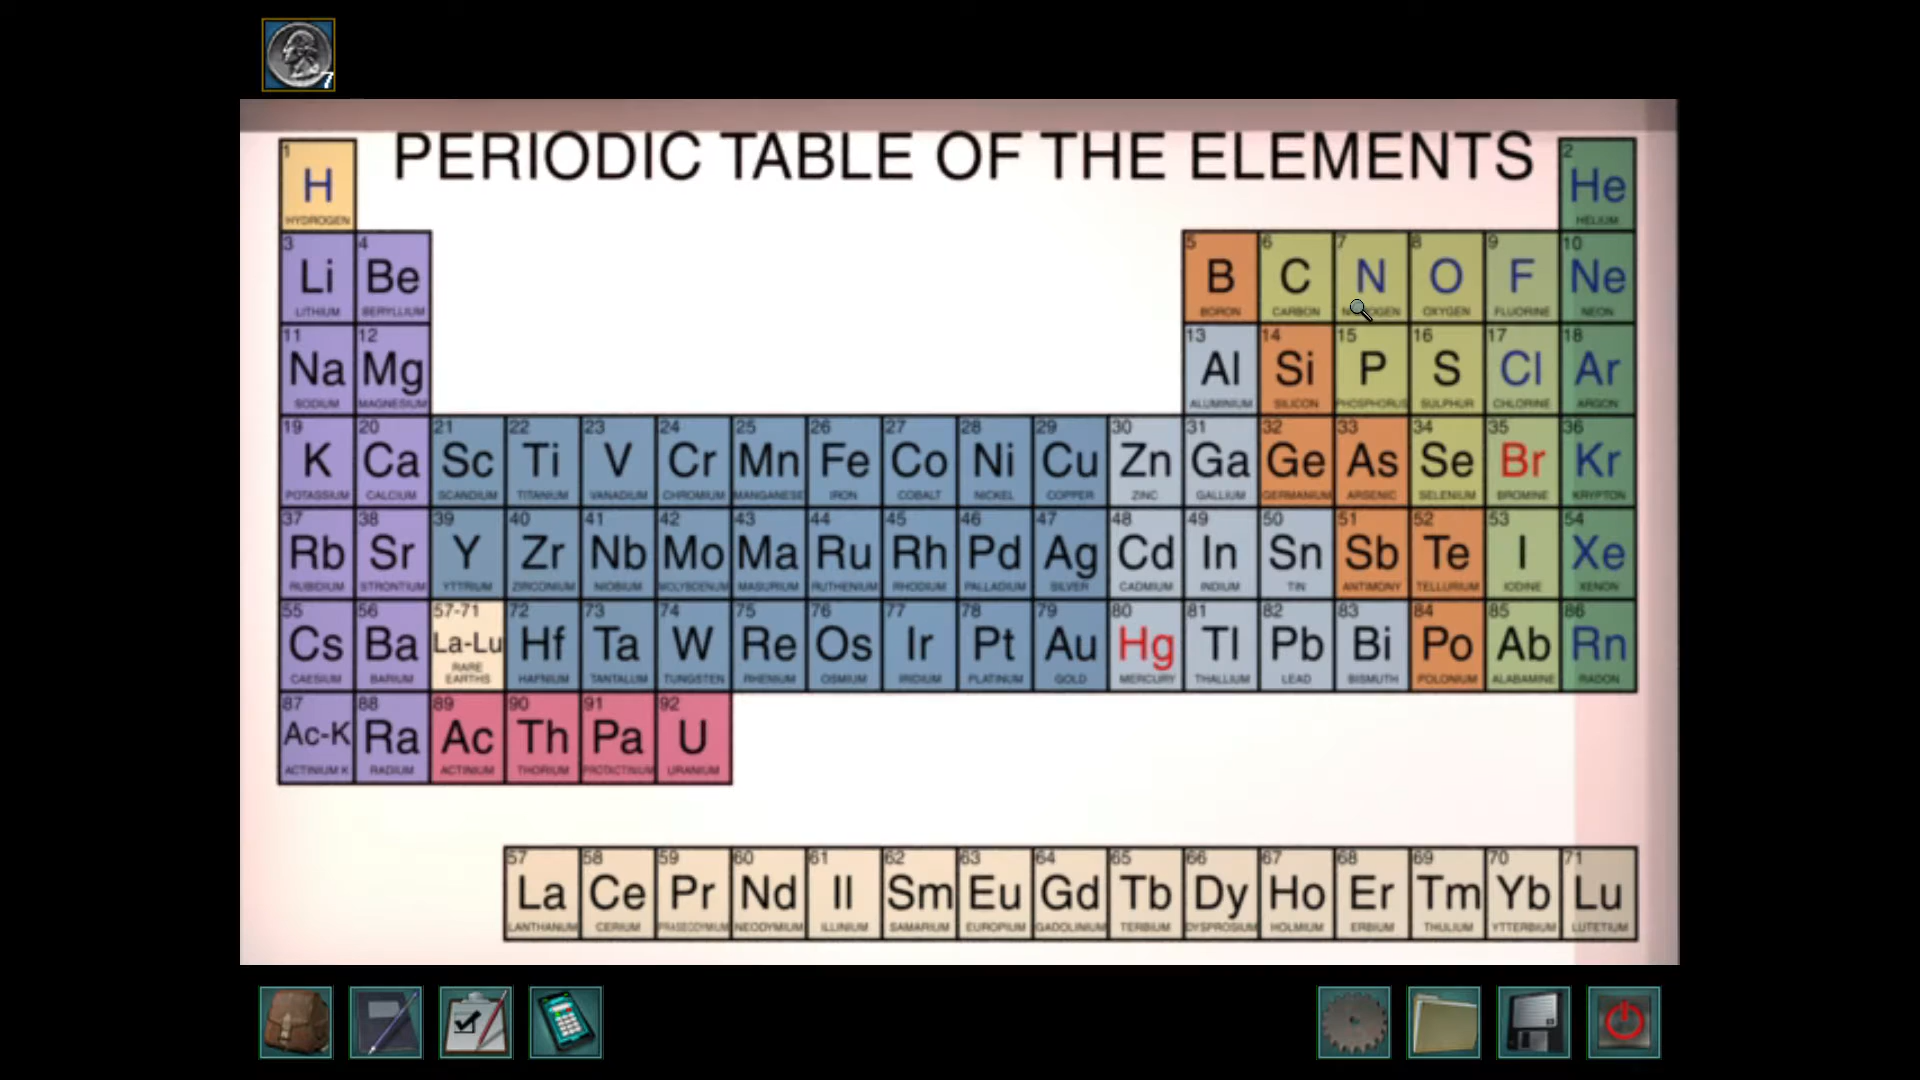 7
PERIODIC TABLE OF THE ELEMENTS
1 2
H He
HYDROGEN HELIUM
3 4 5 6 7 8 9 10
Li Be B C N O F Ne
LITHIUM BERYLLIUM BORON CARBON NITROGEN OXYGEN FLUORINE NEON
11 12 13 14 15 16 17 18
Na Mg Al Si P S Cl Ar
SODIUM MAGNESIUM ALUMINIUM SILICON PHOSPHORUS SULPHUR CHLORINE ARGON
19 20 21 22 23 24 25 26 27 28 29 30 31 32 33 34 35 36
K Ca Sc Ti V Cr Mn Fe Co Ni Cu Zn Ga Ge As Se Br Kr
POTASSIUM CALCIUM SCANDIUM TITANIUM VANADIUM CHROMIUM MANGANESE IRON COBALT NICKEL COPPER ZINC GALLIUM GERMANIUM ARSENIC SELENIUM BROMINE KRYPTON
37 38 39 40 41 42 43 44 45 46 47 48 49 50 51 52 53 54
Rb Sr Y Zr Nb Mo Ma Ru Rh Pd Ag Cd In Sn Sb Te I Xe
RUBIDIUM STRONTIUM YTTRIUM ZIRCONIUM NIOBIUM MOLYBDENUM MASURIUM RUTHENIUM RHODIUM PALLADIUM SILVER CADMIUM INDIUM TIN ANTIMONY TELLURIUM IODINE XENON
55 56 57-71 72 73 74 75 76 77 78 79 80 81 82 83 84 85 86
Cs Ba La-Lu Hf Ta W Re Os Ir Pt Au Hg Tl Pb Bi Po Ab Rn
CAESIUM BARIUM RARE EARTHS HAFNIUM TANTALUM TUNGSTEN RHENIUM OSMIUM IRIDIUM PLATINUM GOLD MERCURY THALLIUM LEAD BISMUTH POLONIUM ALABAMINE RADON
87 88 89 90 91 92
Ac-K Ra Ac Th Pa U
ACTINIUM K RADIUM ACTINIUM THORIUM PROTACTINIUM URANIUM
57 58 59 60 61 62 63 64 65 66 67 68 69 70 71
La Ce Pr Nd Il Sm Eu Gd Tb Dy Ho Er Tm Yb Lu
LANTHANUM CERIUM PRASEODYMIUM NEODYMIUM ILLINIUM SAMARIUM EUROPIUM GADOLINIUM TERBIUM DYSPROSIUM HOLMIUM ERBIUM THULIUM YTTERBIUM LUTETIUM